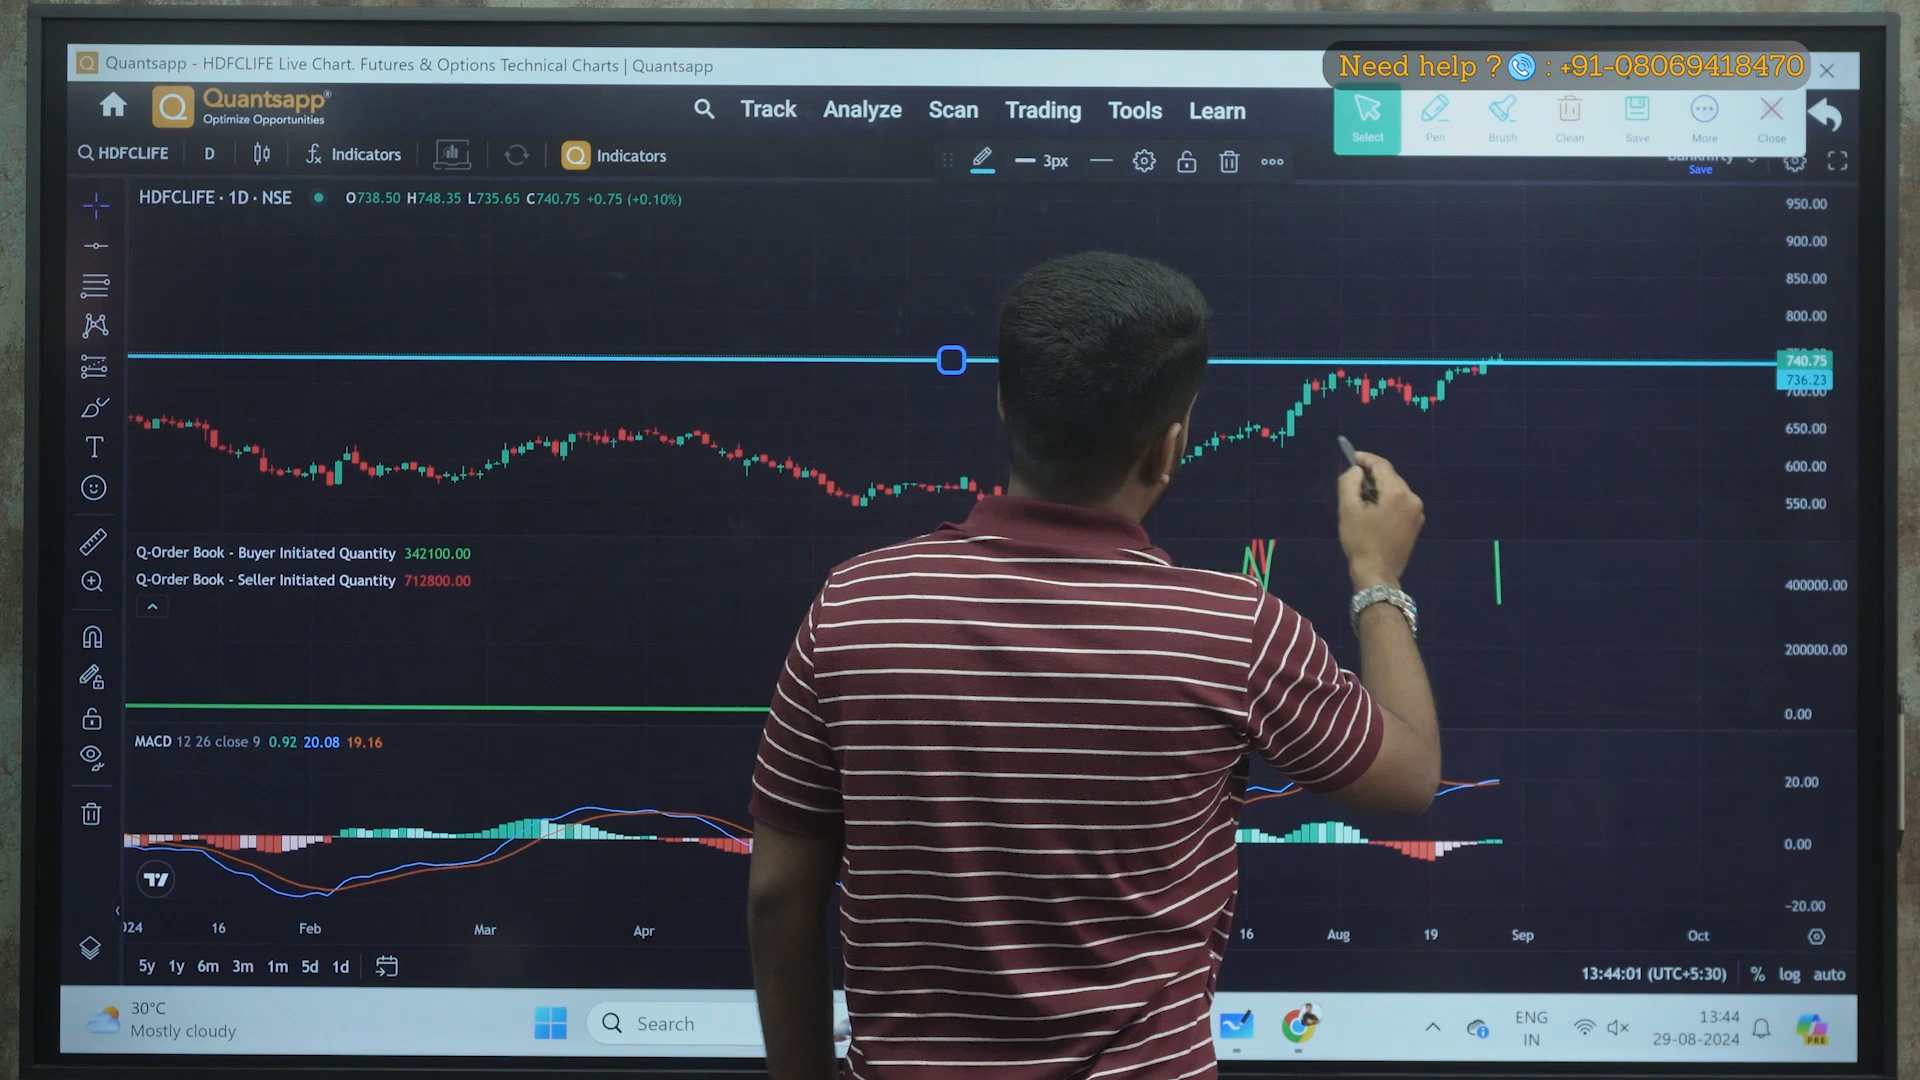 Quantsapp - HDFCLIFE Live Chart. Futures & Options Technical Charts | Quantsapp
Need help ? : +91-08069418470
Quantsapp®
Optimize Opportunities
Track Analyze Scan Trading Tools Learn
Select Pen Brush Clean Save More Close
HDFCLIFE D Indicators Indicators
3px
Save
HDFCLIFE · 1D · NSE O738.50 H748.35 L735.65 C740.75 +0.75 (+0.10%)
950.00
900.00
850.00
800.00
740.75
736.23
700.00
650.00
600.00
550.00
Q-Order Book - Buyer Initiated Quantity 342100.00
Q-Order Book - Seller Initiated Quantity 712800.00
400000.00
200000.00
0.00
MACD 12 26 close 9 0.92 20.08 19.16
20.00
0.00
-20.00
024 16 Feb Mar Apr 16 Aug 19 Sep Oct
5y 1y 6m 3m 1m 5d 1d
13:44:01 (UTC+5:30) % log auto
30°C
Mostly cloudy
Search
ENG
IN
13:44
29-08-2024
PRE